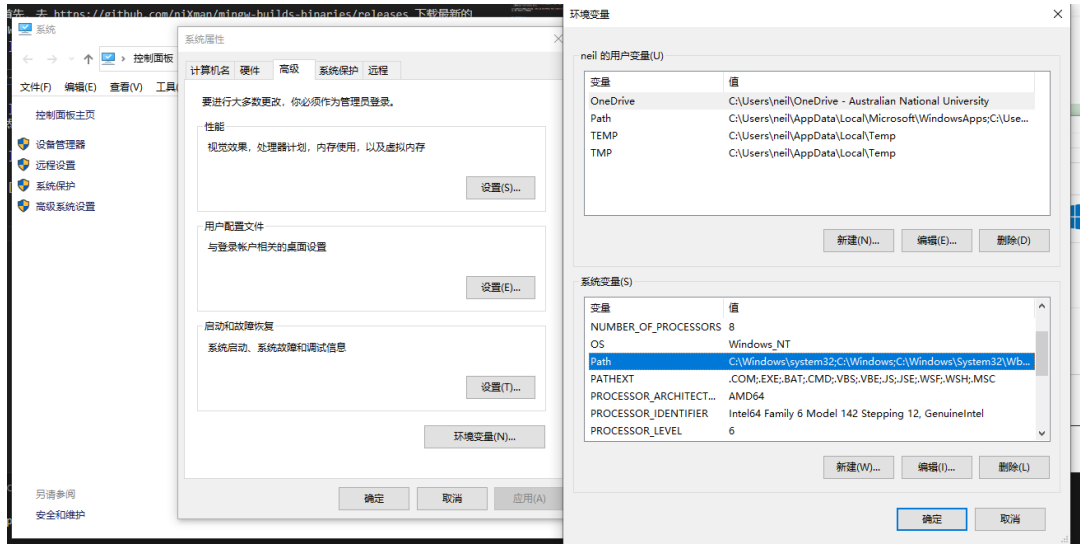 去 https://github.com/niXman/mingw-builds-binaries/releases 下载最新的
系统
控制面板
文件(F) 编辑(E) 查看(V) 工具(
控制面板主页
设备管理器
远程设置
系统保护
高级系统设置
另请参阅
安全和维护
系统属性
计算机名 硬件 高级 系统保护 远程
要进行大多数更改，你必须作为管理员登录。
性能
视觉效果，处理器计划，内存使用，以及虚拟内存
设置(S)...
用户配置文件
与登录帐户相关的桌面设置
设置(E)...
启动和故障恢复
系统启动、系统故障和调试信息
设置(T)...
环境变量(N)...
确定 取消 应用(A)
环境变量
neil 的用户变量(U)
变量 值
OneDrive C:\Users\neil\OneDrive - Australian National University
Path C:\Users\neil\AppData\Local\Microsoft\WindowsApps;C:\Use...
TEMP C:\Users\neil\AppData\Local\Temp
TMP C:\Users\neil\AppData\Local\Temp
新建(N)... 编辑(E)... 删除(D)
系统变量(S)
变量 值
NUMBER_OF_PROCESSORS 8
OS Windows_NT
Path C:\Windows\system32;C:\Windows;C:\Windows\System32\Wb...
PATHEXT .COM;.EXE;.BAT;.CMD;.VBS;.VBE;.JS;.JSE;.WSF;.WSH;.MSC
PROCESSOR_ARCHITECT... AMD64
PROCESSOR_IDENTIFIER Intel64 Family 6 Model 142 Stepping 12, GenuineIntel
PROCESSOR_LEVEL 6
新建(W)... 编辑(I)... 删除(L)
确定 取消